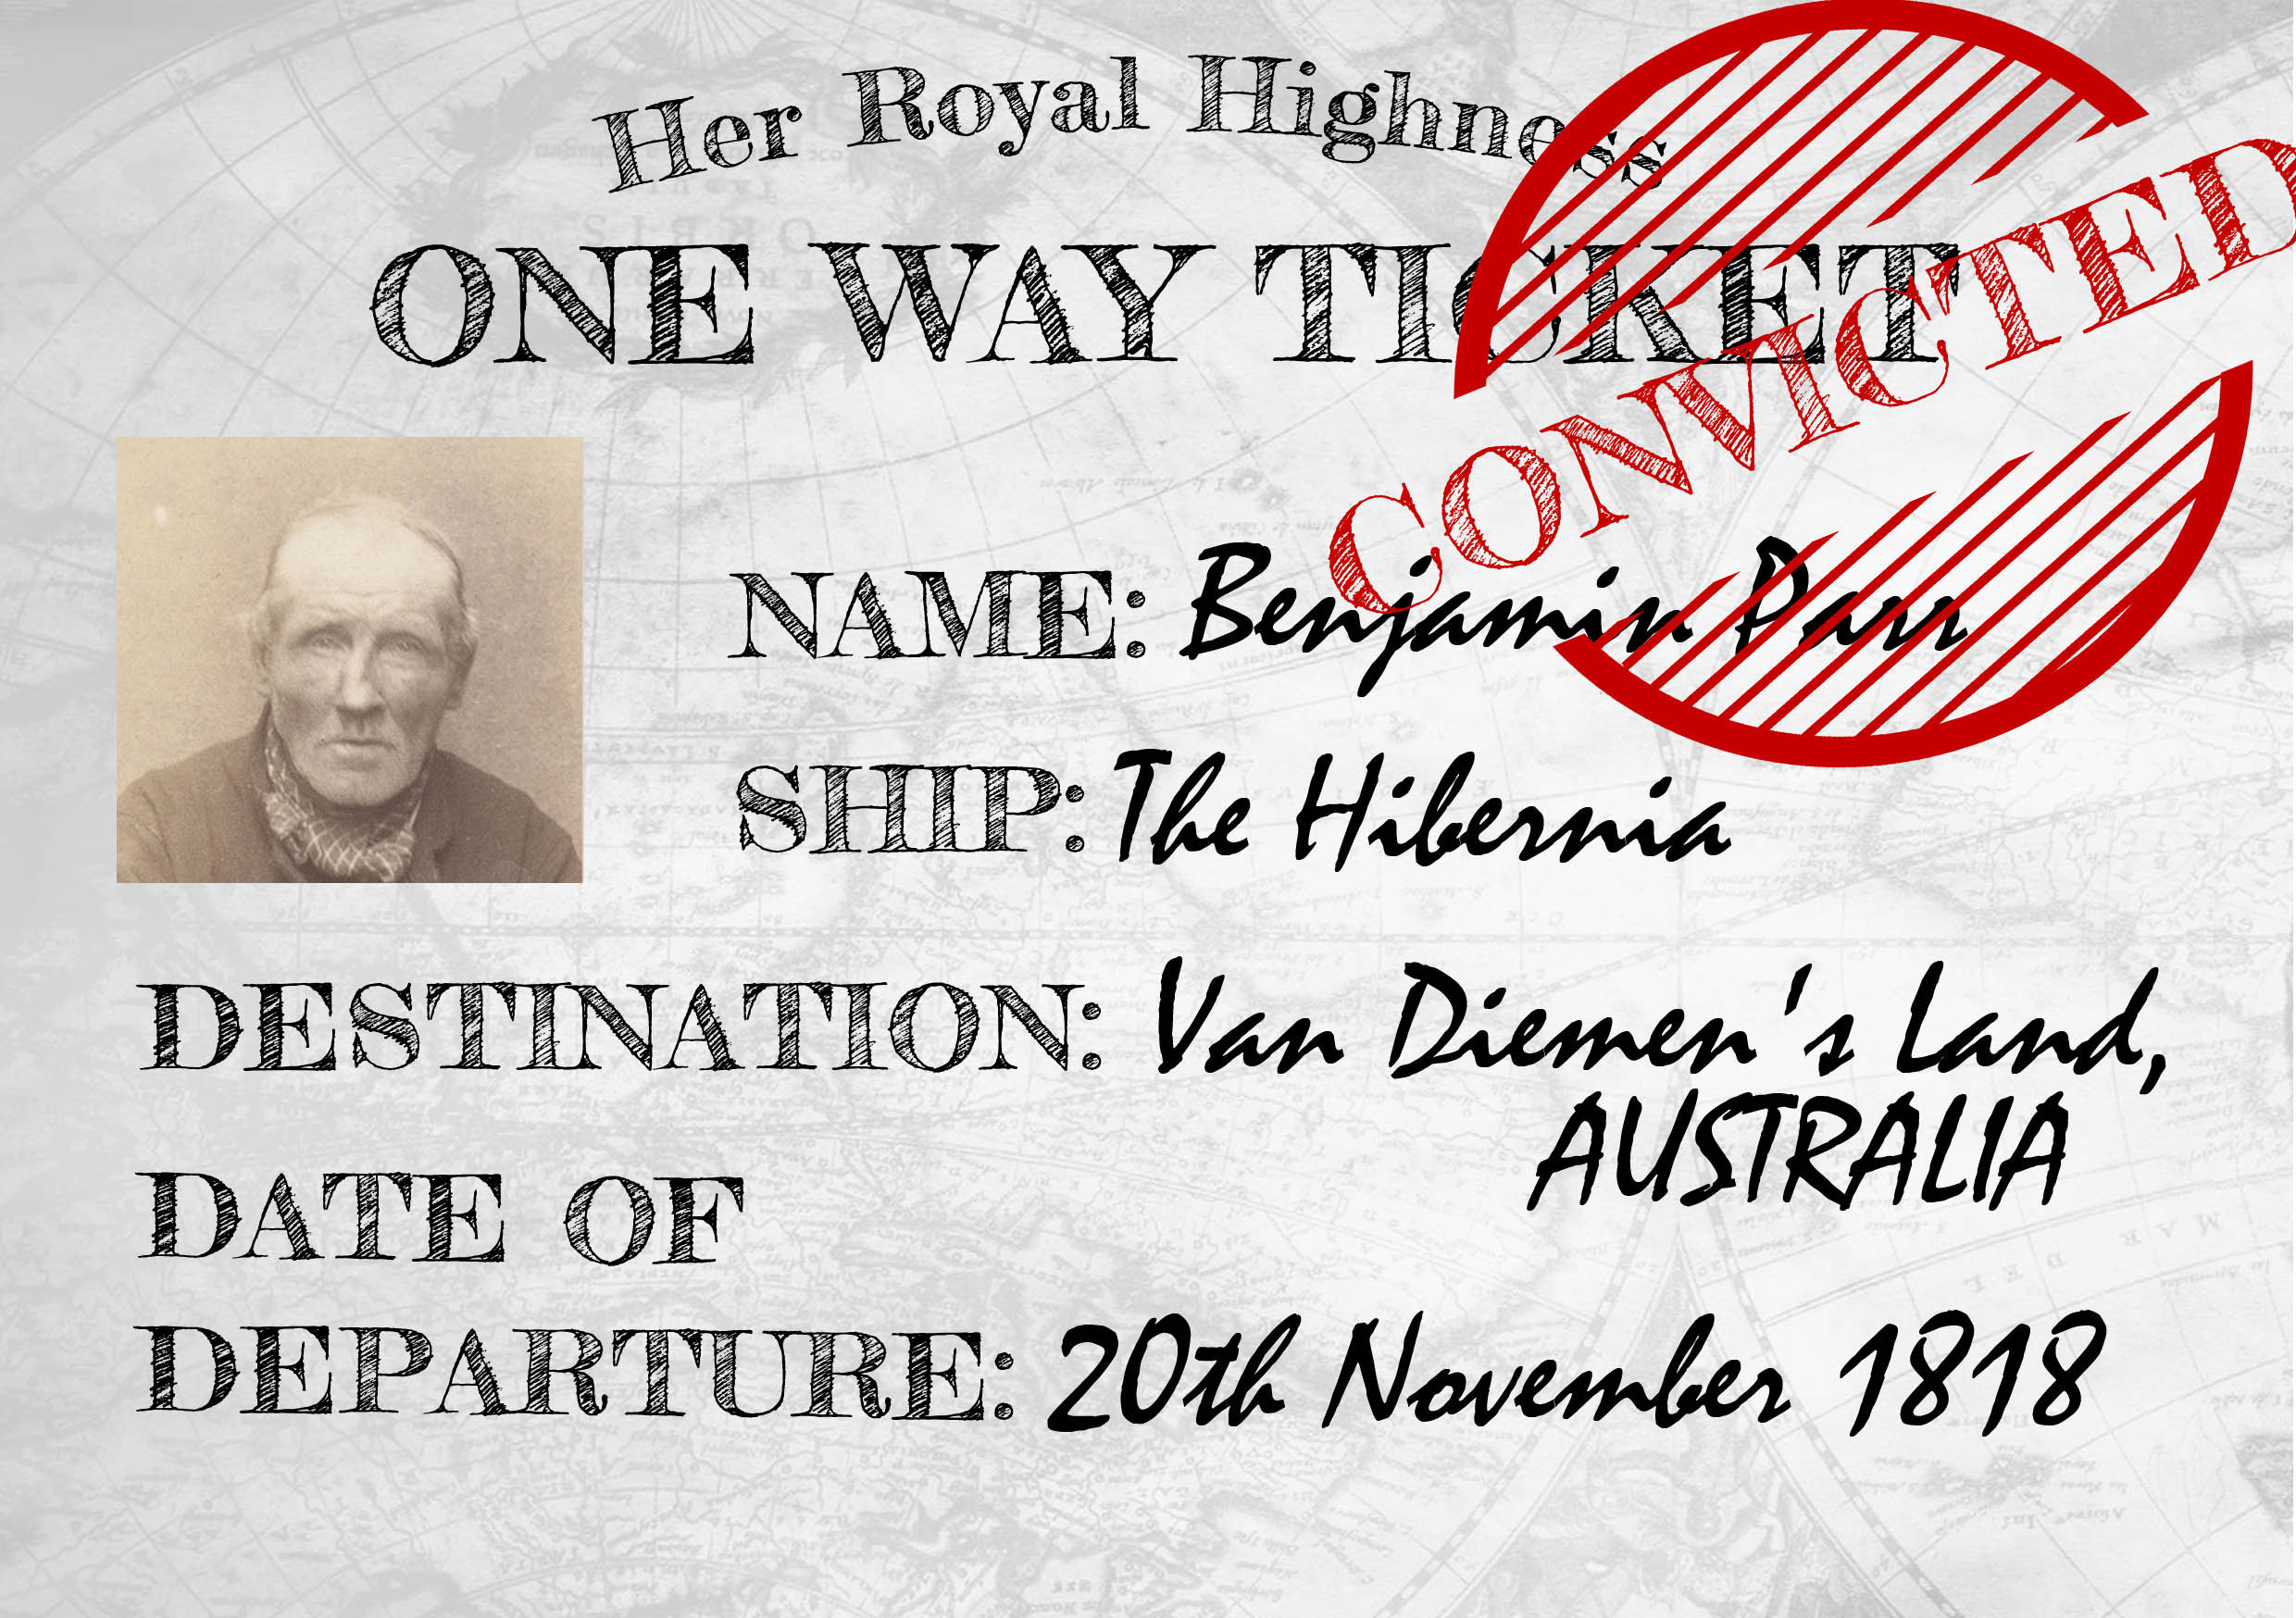 Her Royal Highness
ONE WAY TICKET
CONVICTED
NAME: Benjamin Parr
SHIP: The Hibernia
DESTINATION: Van Diemen's Land,
AUSTRALIA
DATE OF
DEPARTURE: 20th November 1818